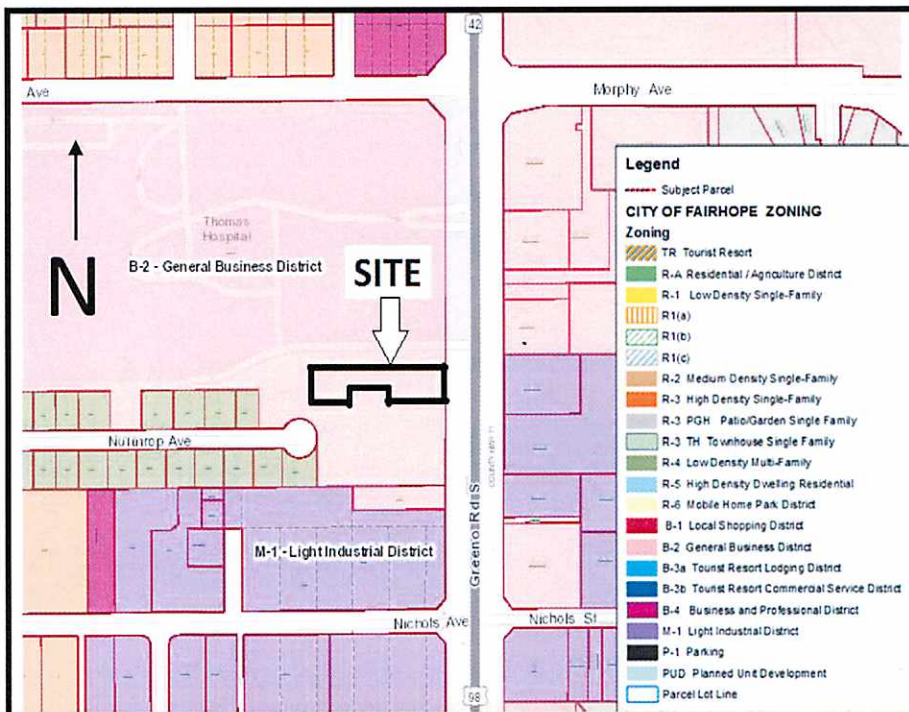 42
Ave
Morphy Ave
Thomas
Hospital
B-2 - General Business District
N
SITE
Northrop Ave
Greeno Rd S
M-1 - Light Industrial District
Nichols Ave
Nichols St
98
Legend
Subject Parcel
CITY OF FAIRHOPE ZONING
Zoning
TR Tourist Resort
R-A Residential / Agriculture District
R-1 Low Density Single-Family
R1(a)
R1(b)
R1(c)
R-2 Medium Density Single-Family
R-3 High Density Single-Family
R-3 PGH Patio/Garden Single Family
R-3 TH Townhouse Single Family
R-4 Low Density Multi-Family
R-5 High Density Dwelling Residential
R-6 Mobile Home Park District
B-1 Local Shopping District
B-2 General Business District
B-3a Tourist Resort Lodging District
B-3b Tourist Resort Commercial Service District
B-4 Business and Professional District
M-1 Light Industrial District
P-1 Parking
PUD Planned Unit Development
Parcel Lot Line